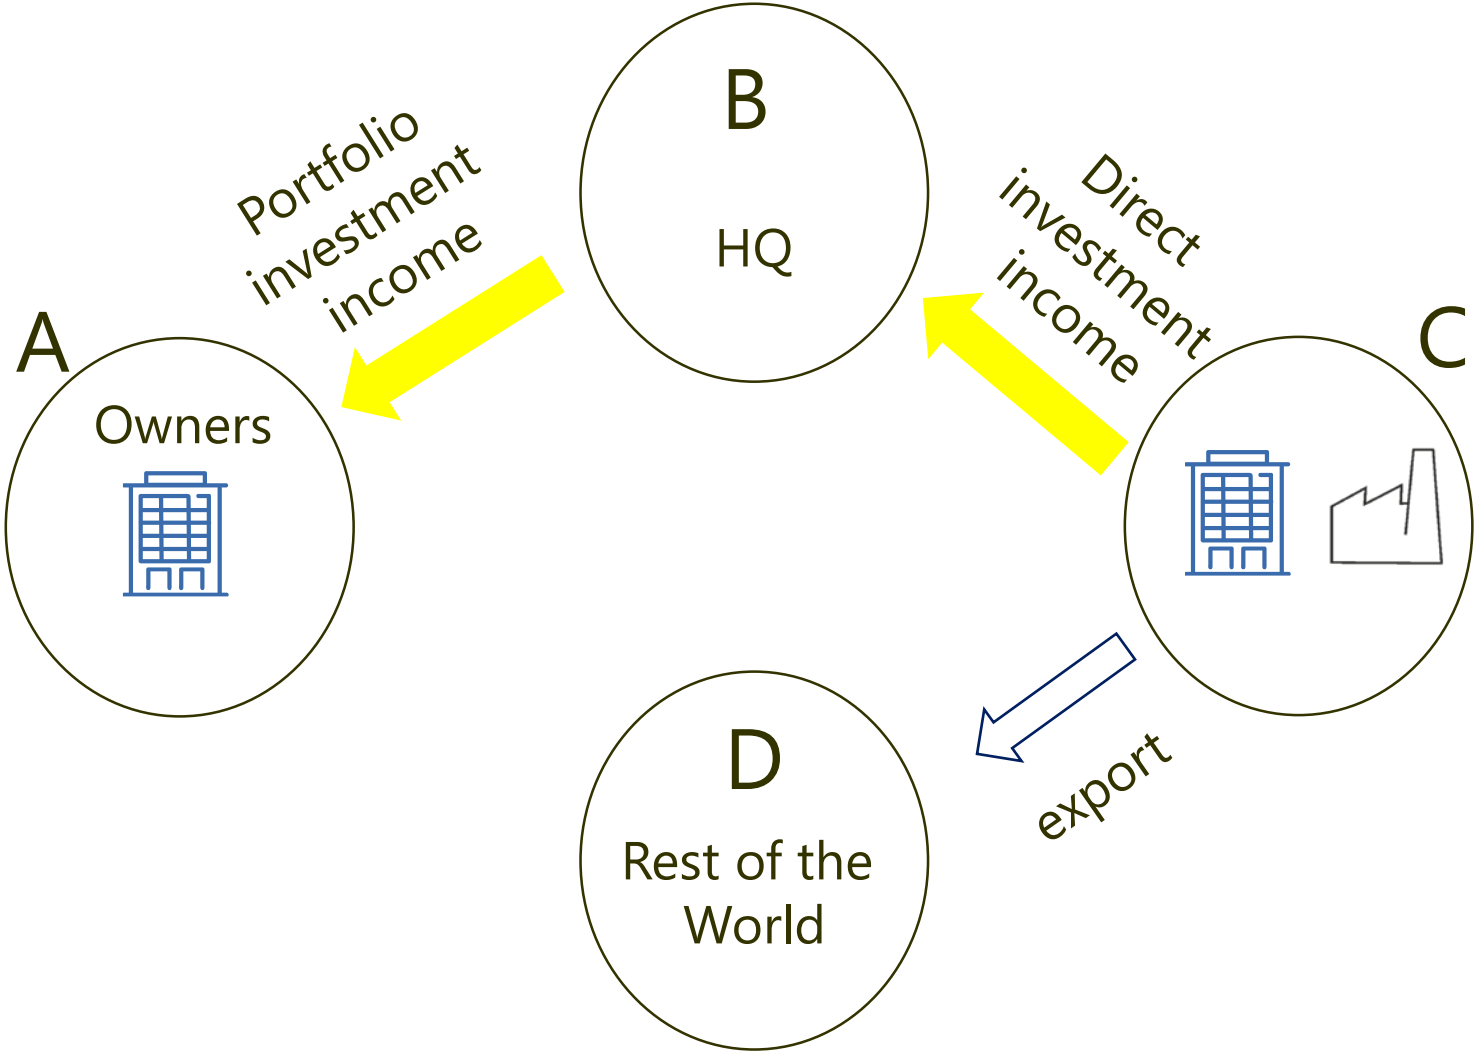 B
HQ
Portfolio
investment
income
Direct
investment
income
A
Owners
C
D
Rest of the
World
export